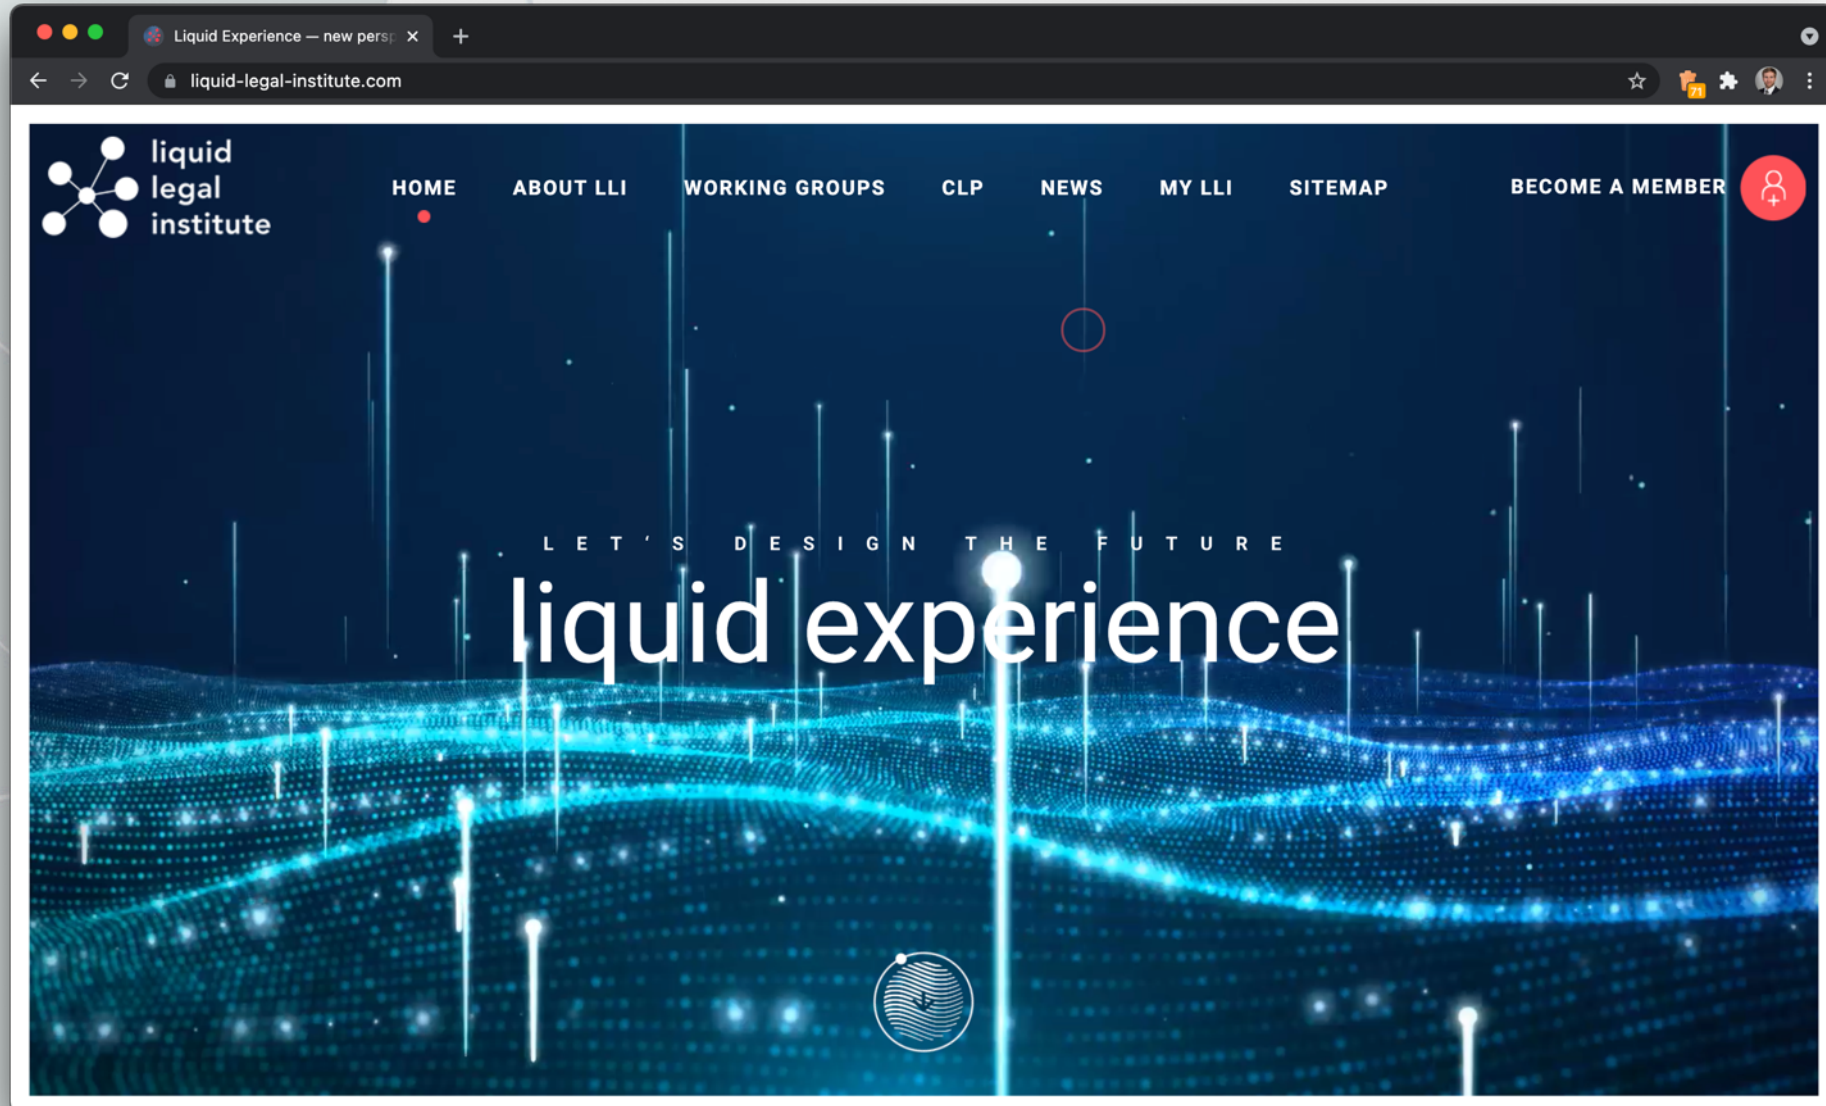 Liquid Experience — new persp
liquid-legal-institute.com
71
liquid
legal
institute
HOME
ABOUT LLI
WORKING GROUPS
CLP
NEWS
MY LLI
SITEMAP
BECOME A MEMBER
LET‘S DESIGN THE FUTURE
liquid experience